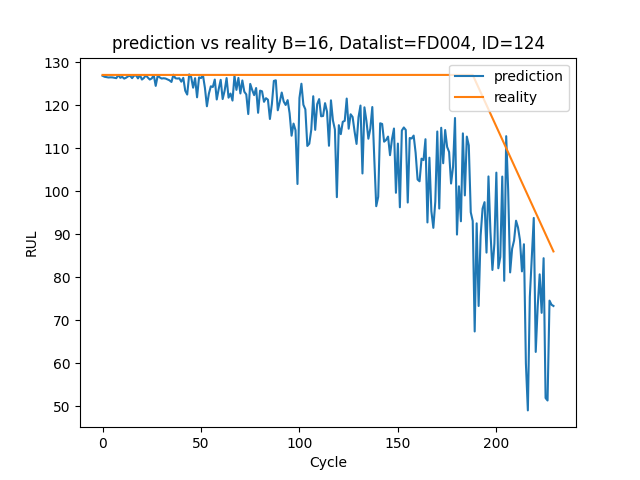 prediction vs reality B=16, Datalist=FD004, ID=124
prediction
reality
130
120
110
100
90
80
70
60
50
RUL
0
50
100
150
200
Cycle